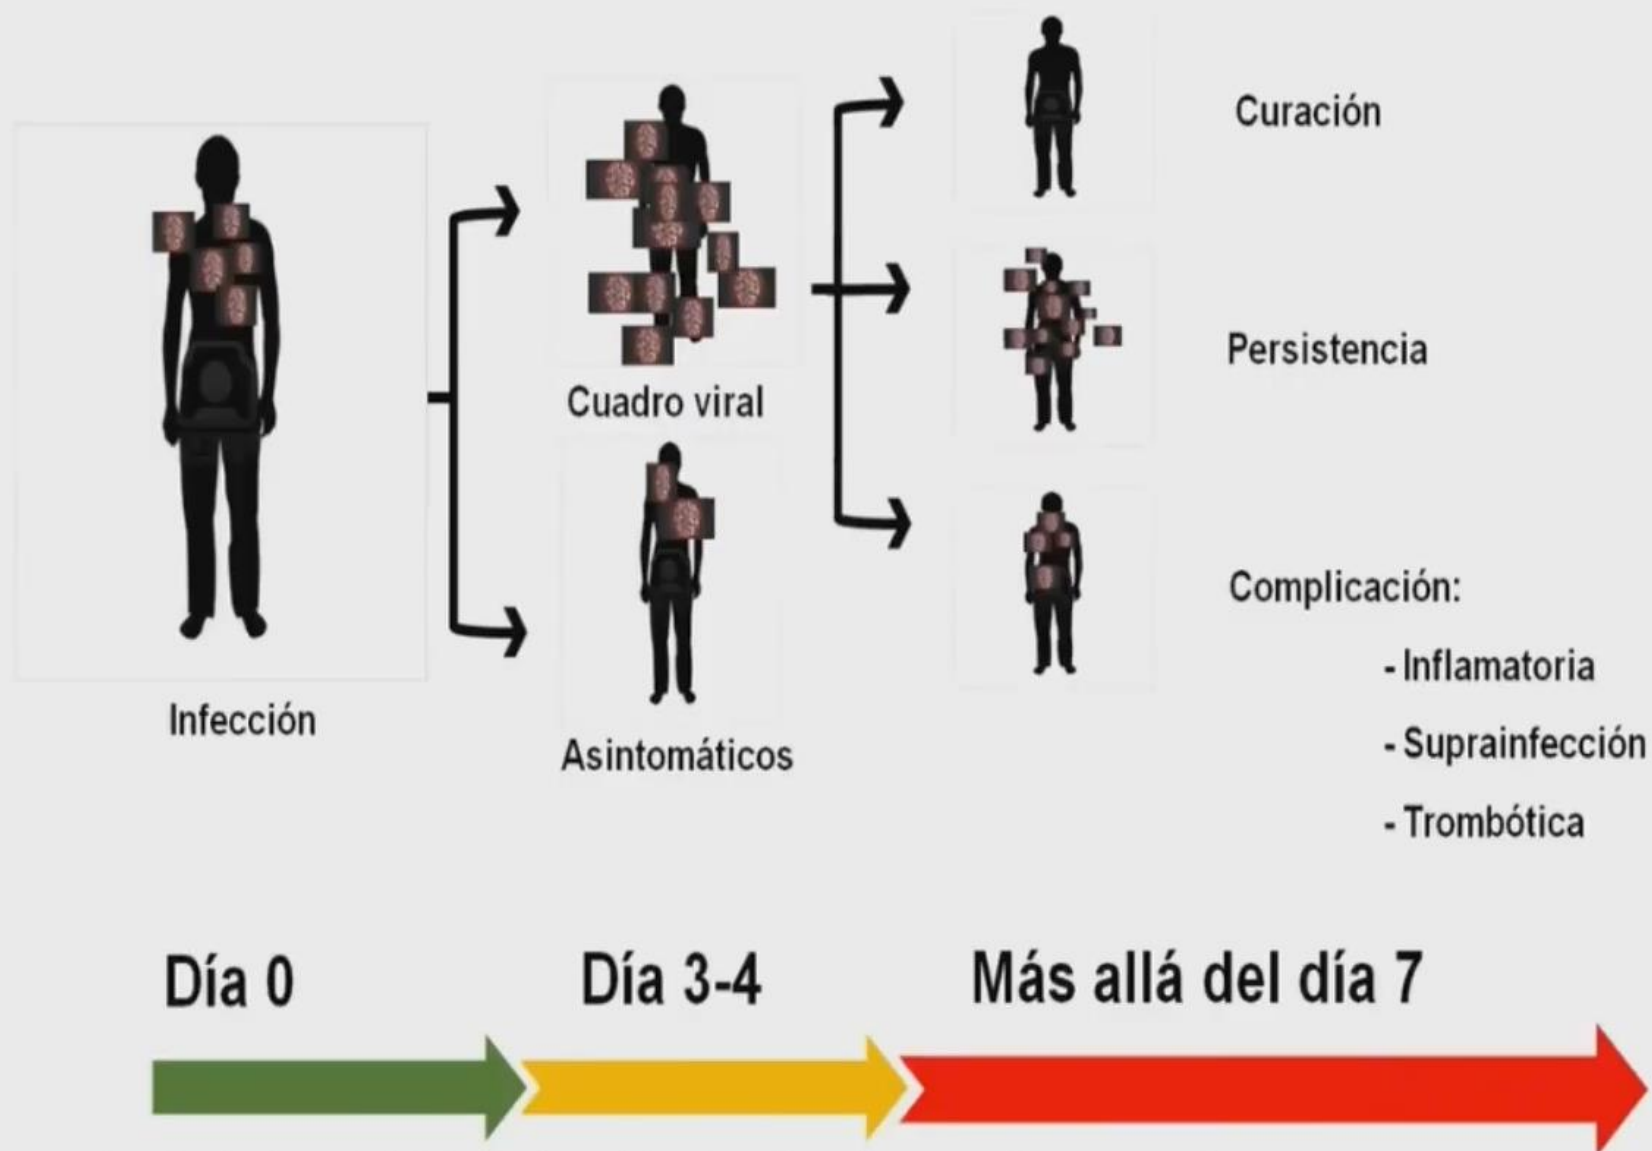 Infección
Cuadro viral
Asintomáticos
Curación
Persistencia
Complicación:
- Inflamatoria
- Suprainfección
- Trombótica
Día 0
Día 3-4
Más allá del día 7